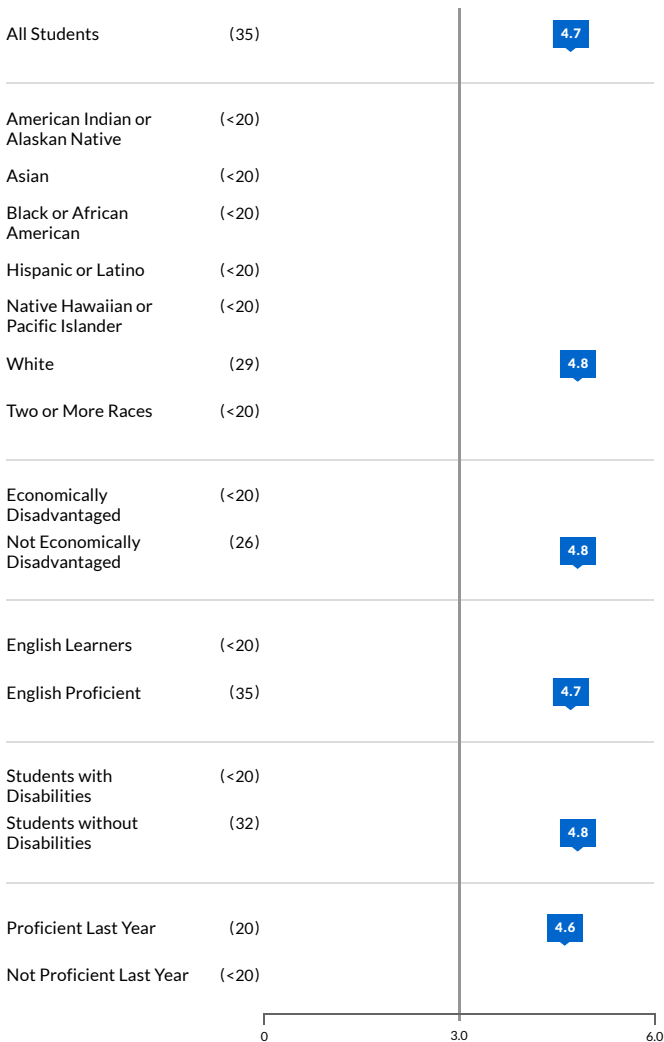 All Students (35) 4.7
American Indian or (<20)
Alaskan Native
Asian (<20)
Black or African (<20)
American
Hispanic or Latino (<20)
Native Hawaiian or (<20)
Pacific Islander
White (29) 4.8
Two or More Races (<20)
Economically (<20)
Disadvantaged
Not Economically (26) 4.8
Disadvantaged
English Learners (<20)
English Proficient (35) 4.7
Students with (<20)
Disabilities
Students without (32) 4.8
Disabilities
Proficient Last Year (20) 4.6
Not Proficient Last Year (<20)
0 3.0 6.0